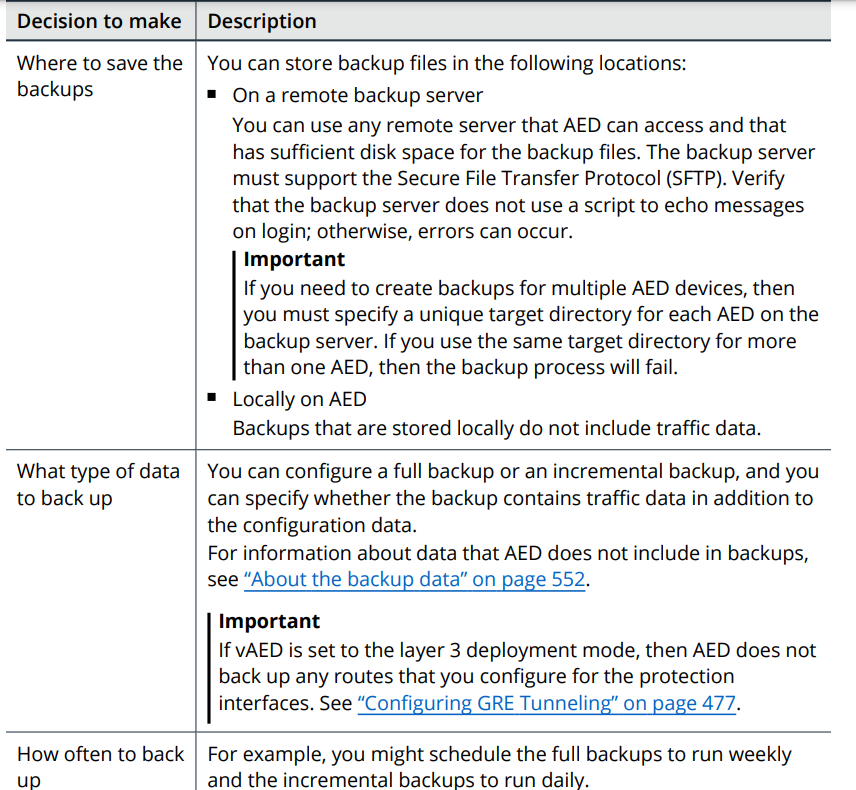 Decision to make Description
Where to save the
backups
You can store backup files in the following locations:
■ On a remote backup server
You can use any remote server that AED can access and that
has sufficient disk space for the backup files. The backup server
must support the Secure File Transfer Protocol (SFTP). Verify
that the backup server does not use a script to echo messages
on login; otherwise, errors can occur.
Important
If you need to create backups for multiple AED devices, then
you must specify a unique target directory for each AED on the
backup server. If you use the same target directory for more
than one AED, then the backup process will fail.
■ Locally on AED
Backups that are stored locally do not include traffic data.
What type of data
to back up
You can configure a full backup or an incremental backup, and you
can specify whether the backup contains traffic data in addition to
the configuration data.
For information about data that AED does not include in backups,
see “About the backup data” on page 552.
Important
If vAED is set to the layer 3 deployment mode, then AED does not
back up any routes that you configure for the protection
interfaces. See “Configuring GRE Tunneling” on page 477.
How often to back
up
For example, you might schedule the full backups to run weekly
and the incremental backups to run daily.